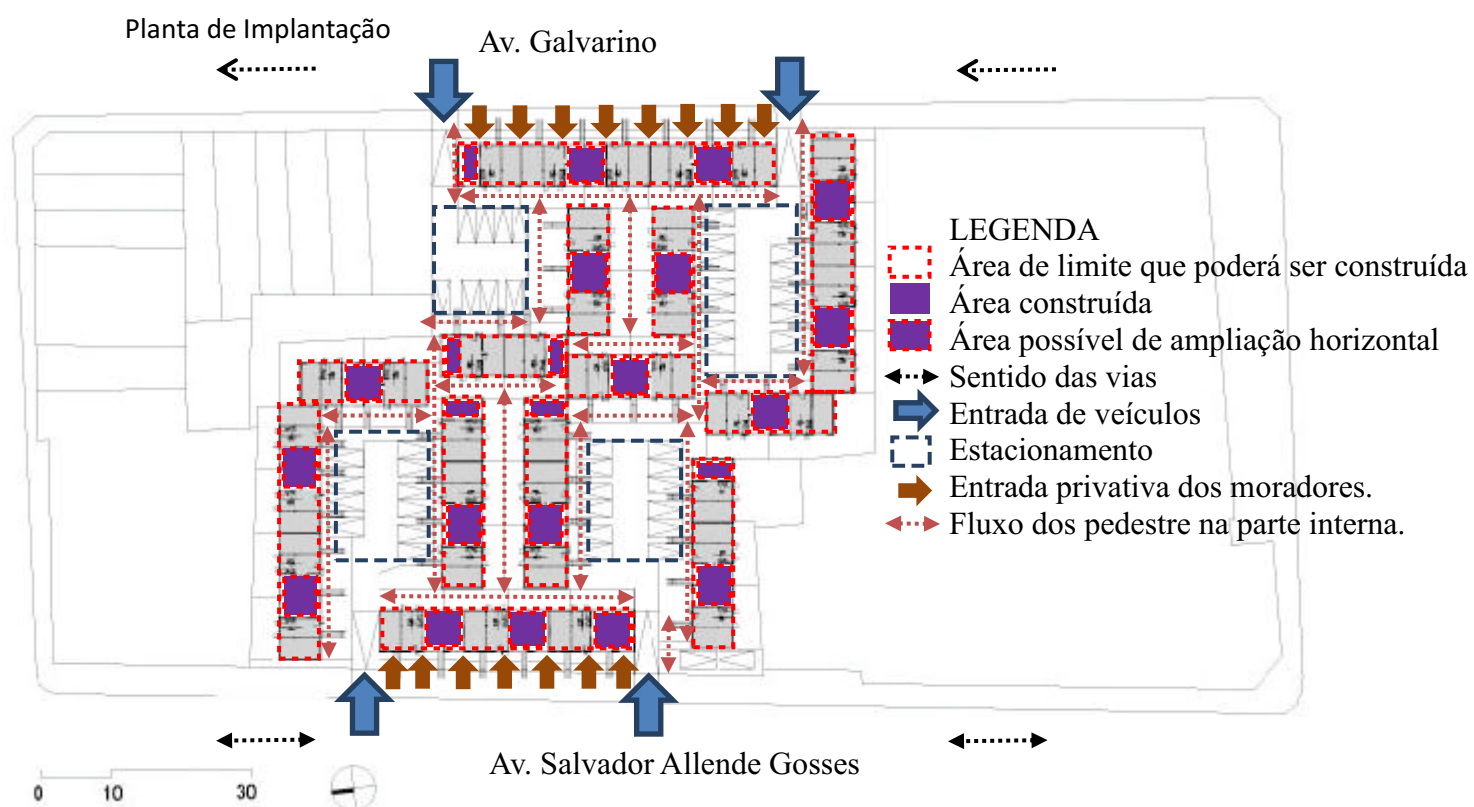 Planta de Implantação
Av. Galvarino
LEGENDA
Área de limite que poderá ser construída
Área construída
Área possível de ampliação horizontal
Sentido das vias
Entrada de veículos
Estacionamento
Entrada privativa dos moradores.
Fluxo dos pedestre na parte interna.
Av. Salvador Allende Gosses
0 10 30